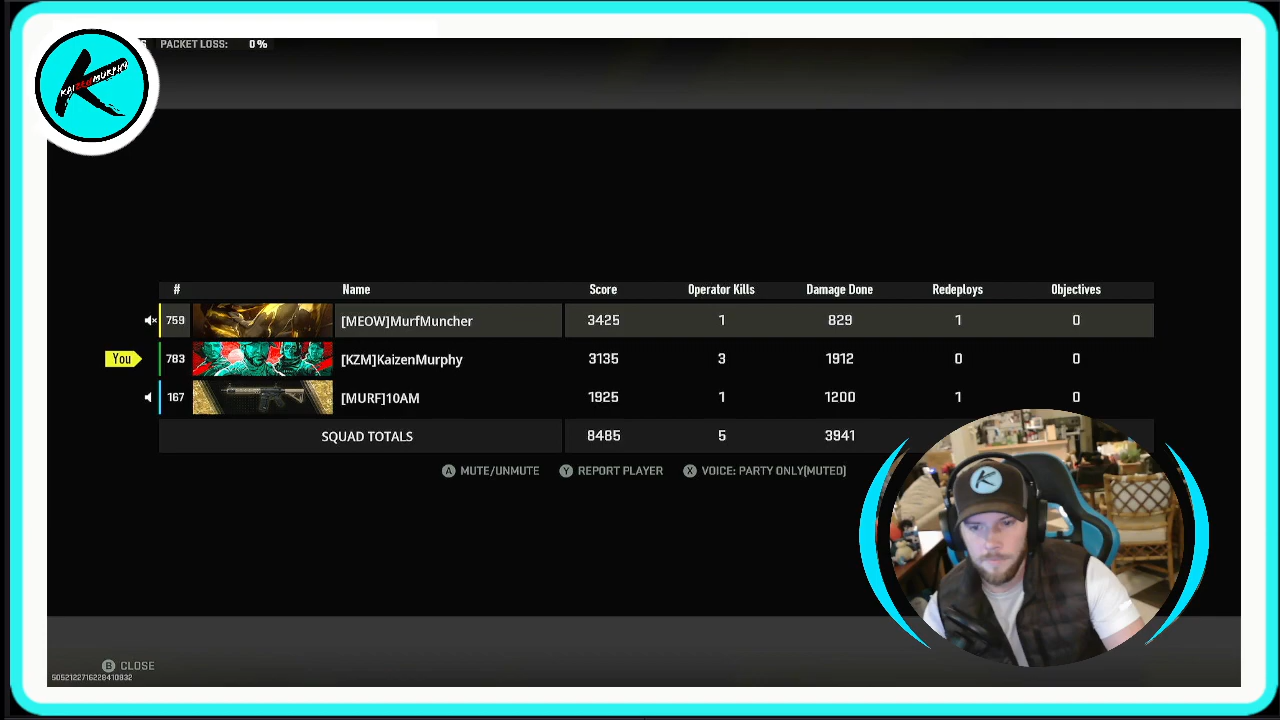 PACKET LOSS: 0 %
KAIZENMURPHY
# Name Score Operator Kills Damage Done Redeploys Objectives
759 [MEOW]MurfMuncher 3425 1 829 1 0
You 783 [KZM]KaizenMurphy 3135 3 1912 0 0
167 [MURF]10AM 1925 1 1200 1 0
SQUAD TOTALS 8485 5 3941
A MUTE/UNMUTE Y REPORT PLAYER X VOICE: PARTY ONLY(MUTED)
B CLOSE
5052122716228410832